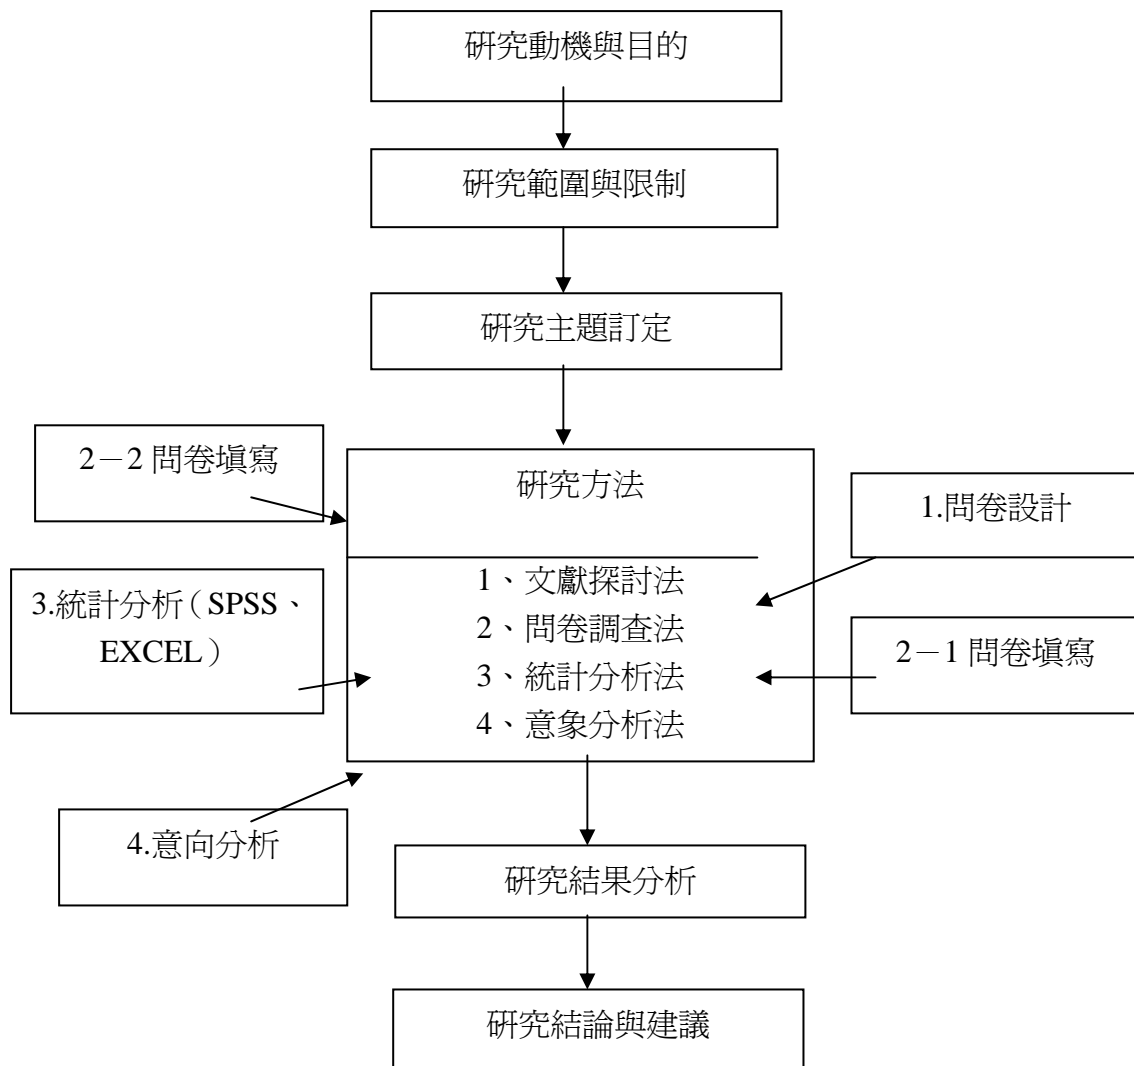 研究動機與目的
研究範圍與限制
研究主題訂定
2－2 問卷填寫
研究方法
1.問卷設計
1、文獻探討法
2、問卷調查法
3、統計分析法
4、意象分析法
3.統計分析（SPSS、
EXCEL）
2－1 問卷填寫
4.意向分析
研究結果分析
研究結論與建議